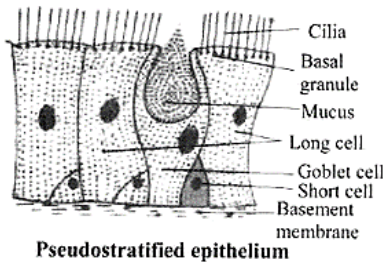 Cilia
Basal
granule
Mucus
Long cell
Goblet cell
Short cell
Basement
membrane
Pseudostratified epithelium